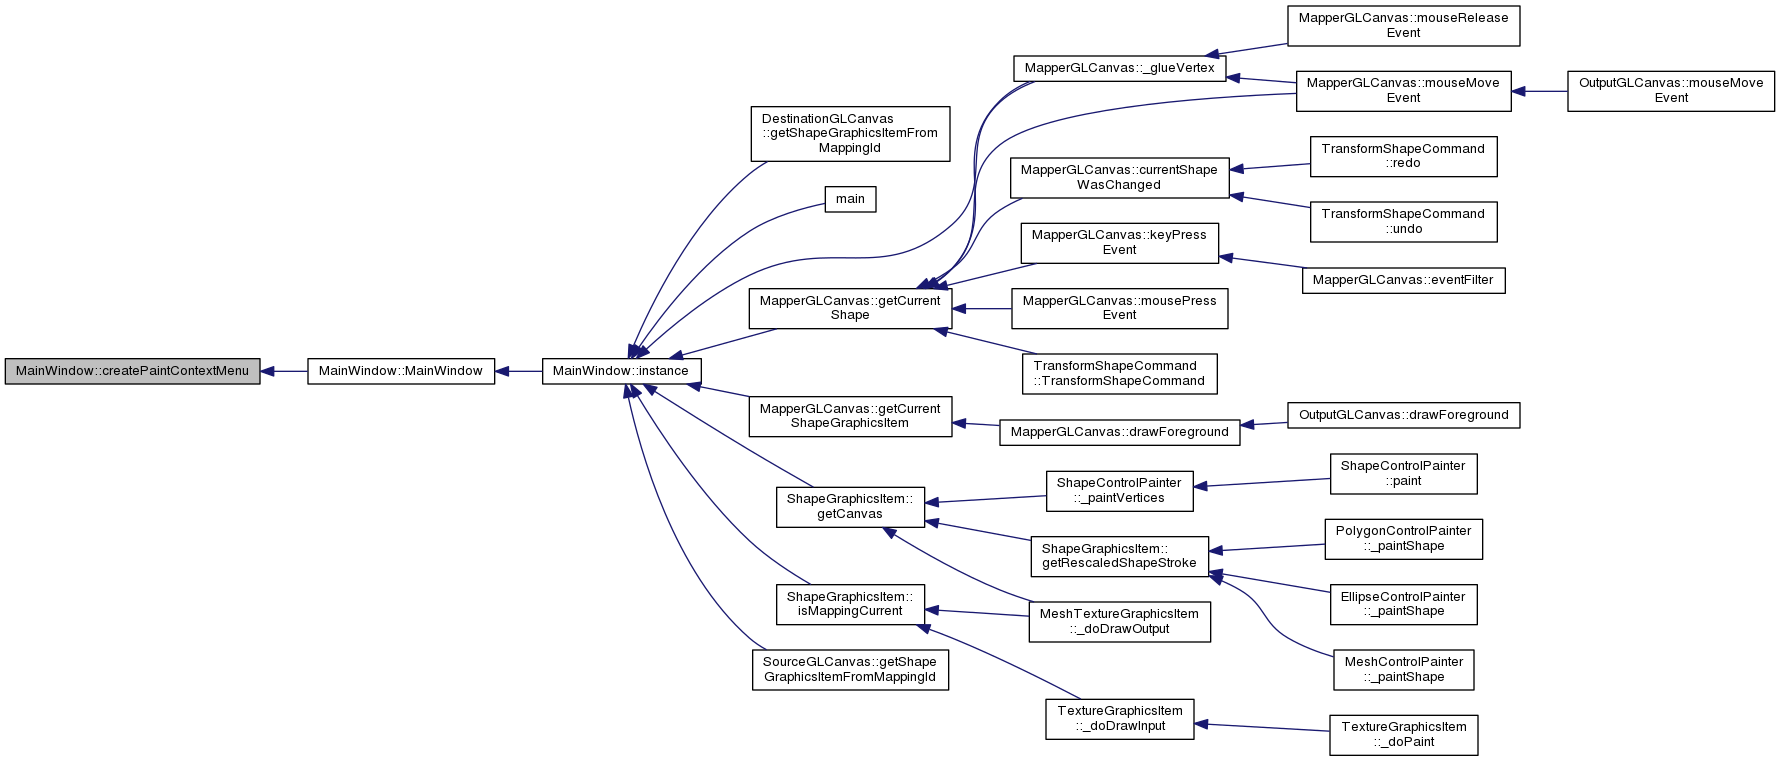 MapperGLCanvas::mouseRelease
Event
MapperGLCanvas::_glueVertex
MapperGLCanvas::mouseMove
Event
OutputGLCanvas::mouseMove
Event
DestinationGLCanvas
::getShapeGraphicsItemFrom
MappingId
TransformShapeCommand
::redo
MapperGLCanvas::currentShape
WasChanged
main
TransformShapeCommand
::undo
MapperGLCanvas::keyPress
Event
MapperGLCanvas::eventFilter
MapperGLCanvas::getCurrent
Shape
MapperGLCanvas::mousePress
Event
MainWindow::createPaintContextMenu
MainWindow::MainWindow
MainWindow::instance
TransformShapeCommand
::TransformShapeCommand
MapperGLCanvas::getCurrent
ShapeGraphicsItem
MapperGLCanvas::drawForeground
OutputGLCanvas::drawForeground
ShapeGraphicsItem::
getCanvas
ShapeControlPainter
::_paintVertices
ShapeControlPainter
::paint
ShapeGraphicsItem::
getRescaledShapeStroke
PolygonControlPainter
::_paintShape
ShapeGraphicsItem::
isMappingCurrent
MeshTextureGraphicsItem
::_doDrawOutput
EllipseControlPainter
::_paintShape
SourceGLCanvas::getShape
GraphicsItemFromMappingId
MeshControlPainter
::_paintShape
TextureGraphicsItem
::_doDrawInput
TextureGraphicsItem
::_doPaint